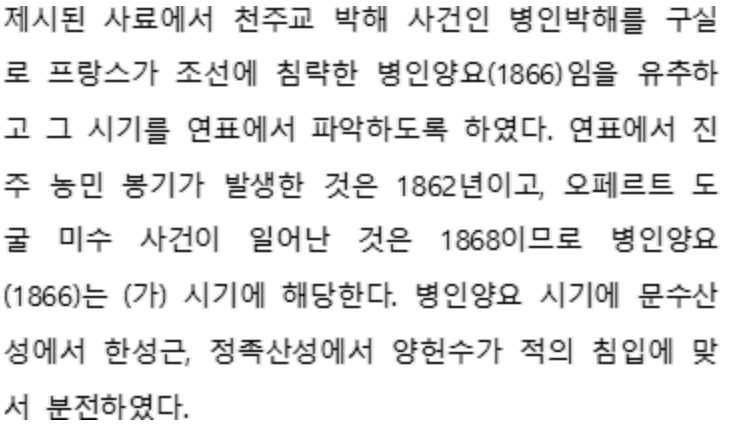 제시된 사료에서 천주교 박해 사건인 병인박해를 구실
로 프랑스가 조선에 침략한 병인양요(1866)임을 유추하
고 그 시기를 연표에서 파악하도록 하였다. 연표에서 진
주 농민 봉기가 발생한 것은 1862년이고, 오페르트 도
굴 미수 사건이 일어난 것은 1868이므로 병인양요
(1866)는 (가) 시기에 해당한다. 병인양요 시기에 문수산
성에서 한성근, 정족산성에서 양헌수가 적의 침입에 맞
서 분전하였다.